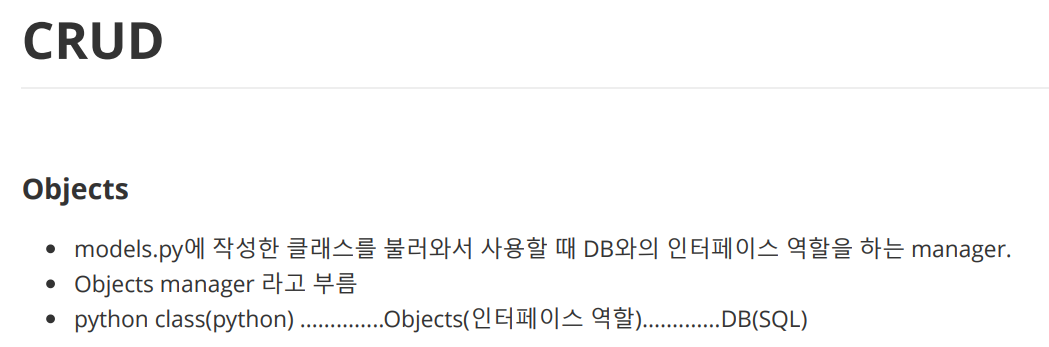 CRUD
Objects
• models.py에 작성한 클래스를 불러와서 사용할 때 DB와의 인터페이스 역할을 하는 manager.
• Objects manager 라고 부름
• python class(python) ..............Objects(인터페이스 역할).............DB(SQL)